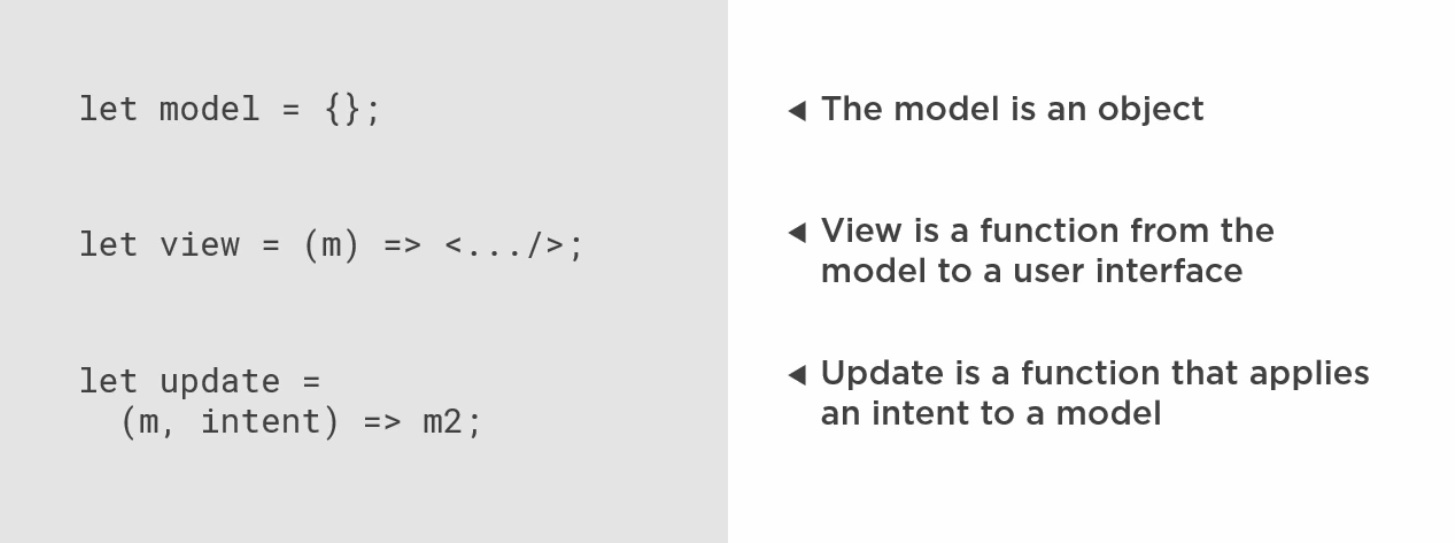 let model = {};
◄ The model is an object
let view = (m) => <.../>;
◄ View is a function from the
model to a user interface
let update =
(m, intent) => m2;
◄ Update is a function that applies
an intent to a model